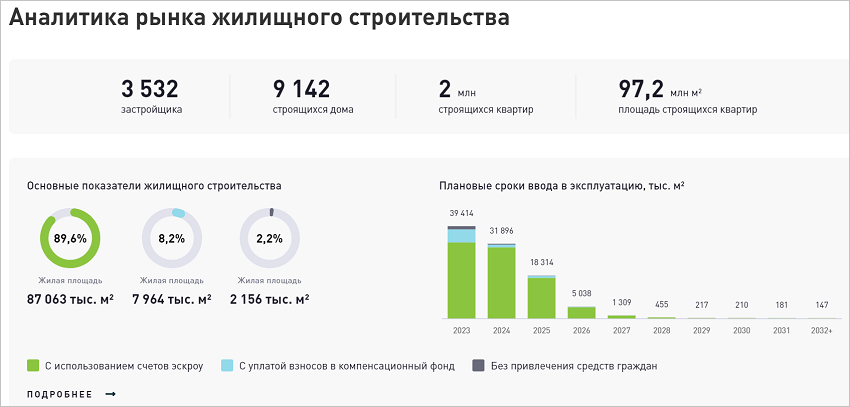 Аналитика рынка жилищного строительства
3 532
застройщика
9 142
строящихся дома
2 млн
строящихся квартир
97,2 млн м²
площадь строящихся квартир
Основные показатели жилищного строительства
89,6%
Жилая площадь
87 063 тыс. м²
8,2%
Жилая площадь
7 964 тыс. м²
2,2%
Жилая площадь
2 156 тыс. м²
Плановые сроки ввода в эксплуатацию, тыс. м²
39 414
31 896
18 314
5 038
1 309
455
217
210
181
147
2023 2024 2025 2026 2027 2028 2029 2030 2031 2032+
С использованием счетов эскроу
С уплатой взносов в компенсационный фонд
Без привлечения средств граждан
ПОДРОБНЕЕ →